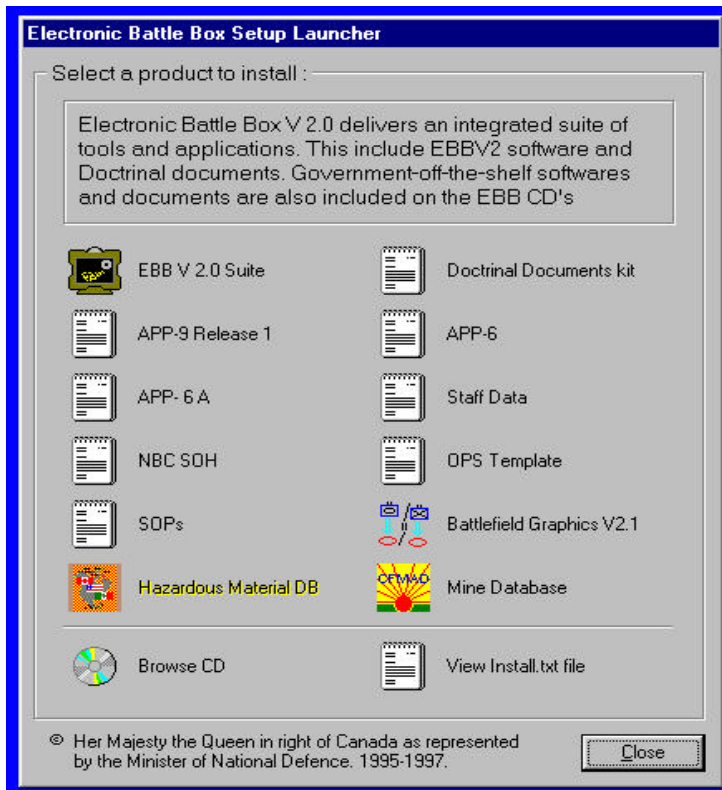 Electronic Battle Box Setup Launcher
Select a product to install :
Electronic Battle Box V 2.0 delivers an integrated suite of
tools and applications. This include EBBV2 software and
Doctrinal documents. Government-off-the-shelf softwares
and documents are also included on the EBB CD's
EBB V 2.0 Suite
Doctrinal Documents kit
APP-9 Release 1
APP-6
APP- 6 A
Staff Data
NBC SOH
OPS Template
SOPs
Battlefield Graphics V2.1
Hazardous Material DB
CFMAD
Mine Database
Browse CD
View Install.txt file
© Her Majesty the Queen in right of Canada as represented
by the Minister of National Defence. 1995-1997.
Close